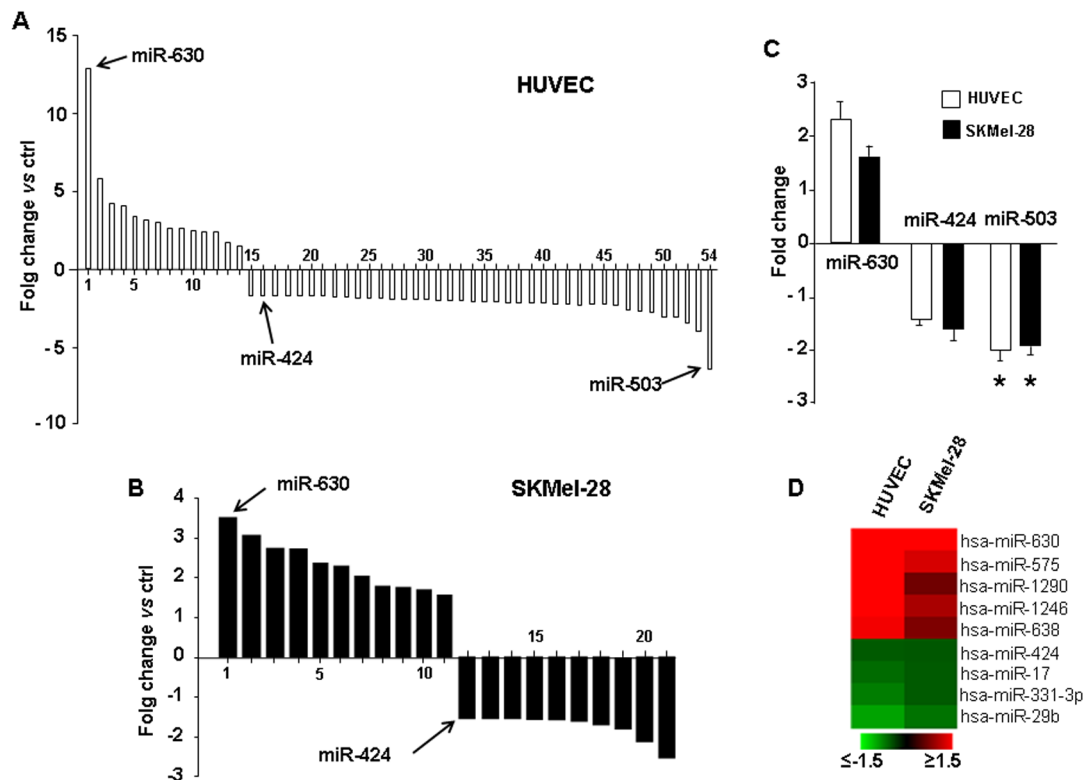 A
15
10
5
0
-5
-10
Folg change vs ctrl
miR-630
HUVEC
1 5 10
15 20 25 30 35 40 45 50 54
miR-424
miR-503
C
3
2
1
0
-1
-2
-3
Fold change
HUVEC
SKMel-28
miR-630
miR-424 miR-503
* *
B
4
3
2
1
0
-1
-2
-3
Folg change vs ctrl
miR-630
SKMel-28
1 5 10
15 20
miR-424
D
HUVEC
SKMel-28
hsa-miR-630
hsa-miR-575
hsa-miR-1290
hsa-miR-1246
hsa-miR-638
hsa-miR-424
hsa-miR-17
hsa-miR-331-3p
hsa-miR-29b
≤-1.5 ≥1.5